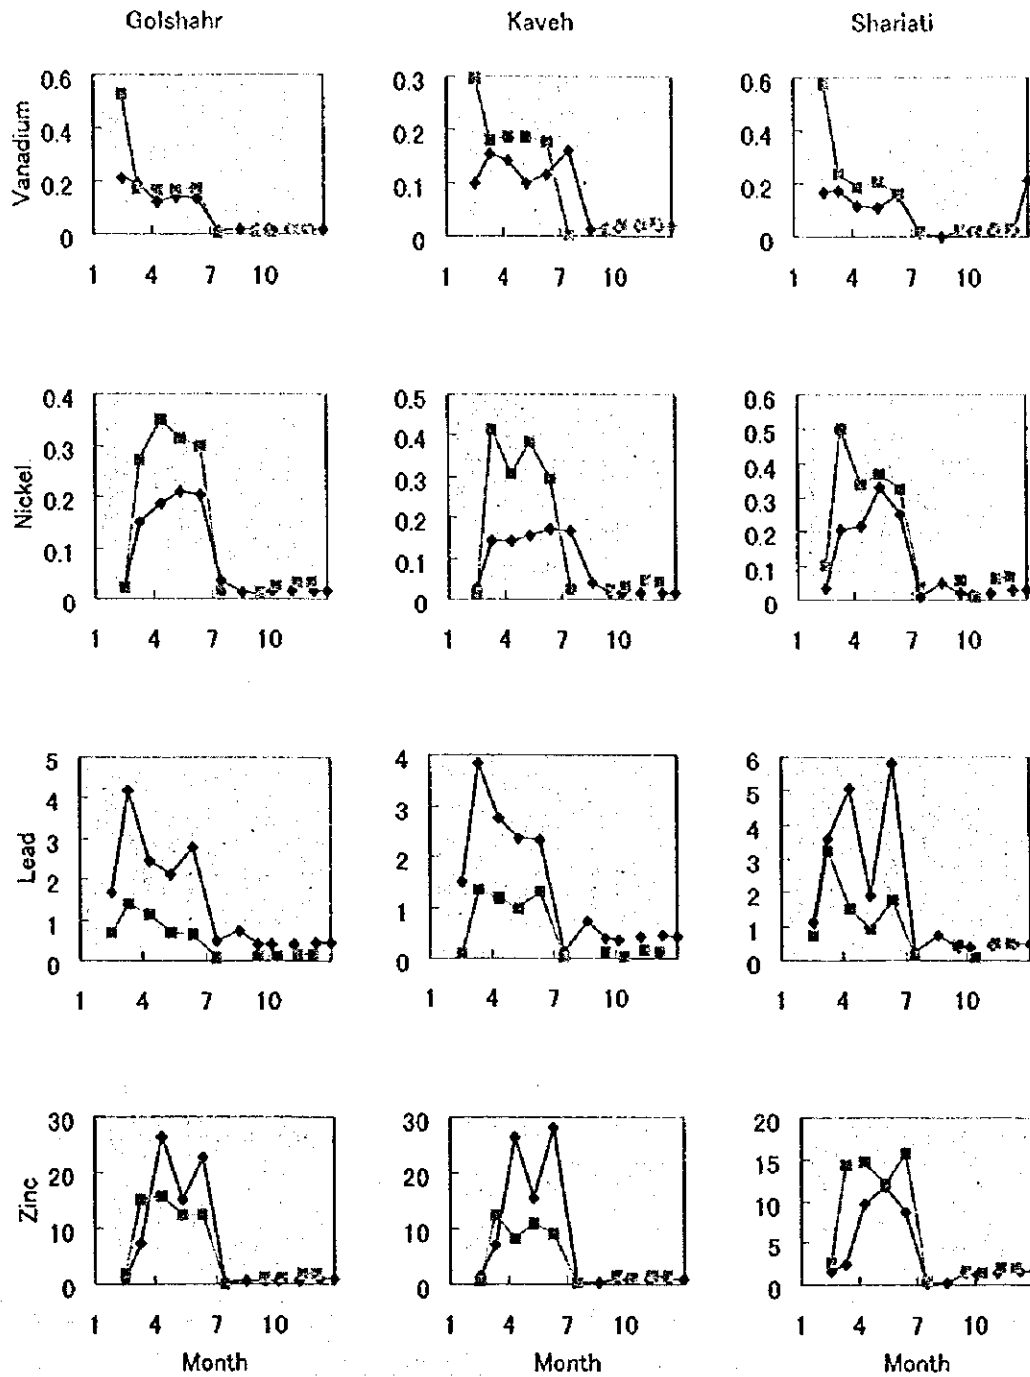 Golshahr Kaveh Shariati
Vanadium
0.6 0.3 0.6
0.4 0.2 0.4
0.2 0.1 0.2
0 0 0
1 4 7 10 1 4 7 10 1 4 7 10
Nickel
0.4 0.5 0.6
0.3 0.4 0.5
0.2 0.3 0.4
0.1 0.2 0.3
0 0.1 0.2
0 0.1
0
1 4 7 10 1 4 7 10 1 4 7 10
Lead
5 4 6
4 3 5
3 2 4
2 1 3
1 0 2
0 1
0
1 4 7 10 1 4 7 10 1 4 7 10
Zinc
30 30 20
20 20 15
10 10 10
0 0 5
0
1 4 7 10 1 4 7 10 1 4 7 10
Month Month Month